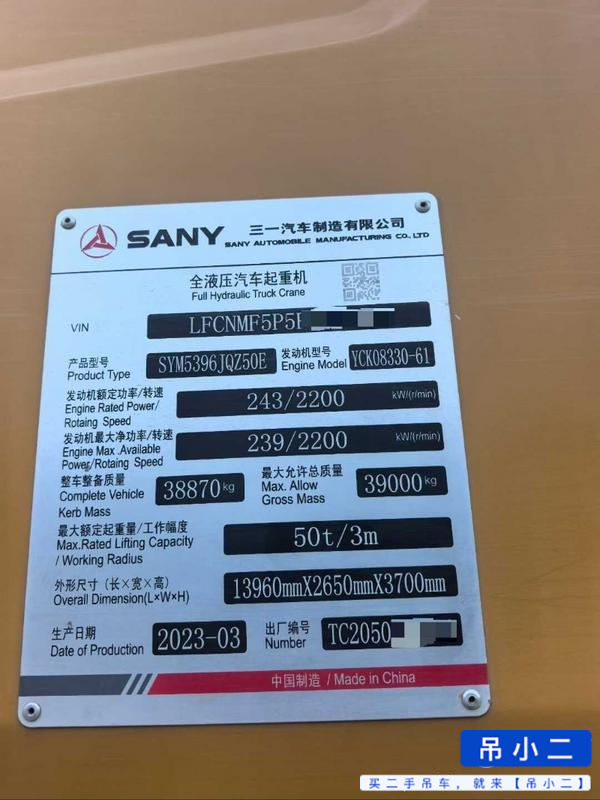 SANY 三一汽车制造有限公司
SANY AUTOMOBILE MANUFACTURING CO., LTD
全液压汽车起重机
Full Hydraulic Truck Crane
VIN LFCNMF5P5
产品型号 SYM5396JQZ50E 发动机型号 YCK08330-61
Product Type Engine Model
发动机额定功率/转速 243/2200 kW/(r/min)
Engine Rated Power/
Rotaing Speed
发动机最大净功率/转速 239/2200 kW/(r/min)
Engine Max .Available
Power/Rotaing Speed
整车整备质量 38870kg 最大允许总质量 39000kg
Complete Vehicle Max. Allow
Kerb Mass Gross Mass
最大额定起重量/工作幅度 50t/3m
Max.Rated Lifting Capacity
/ Working Radius
外形尺寸（长×宽×高） 13960mmX2650mmX3700mm
Overall Dimension(L×W×H)
生产日期 2023-03 出厂编号 TC2050
Date of Production Number
中国制造 / Made in China
吊小二
买二手吊车，就来【吊小二】